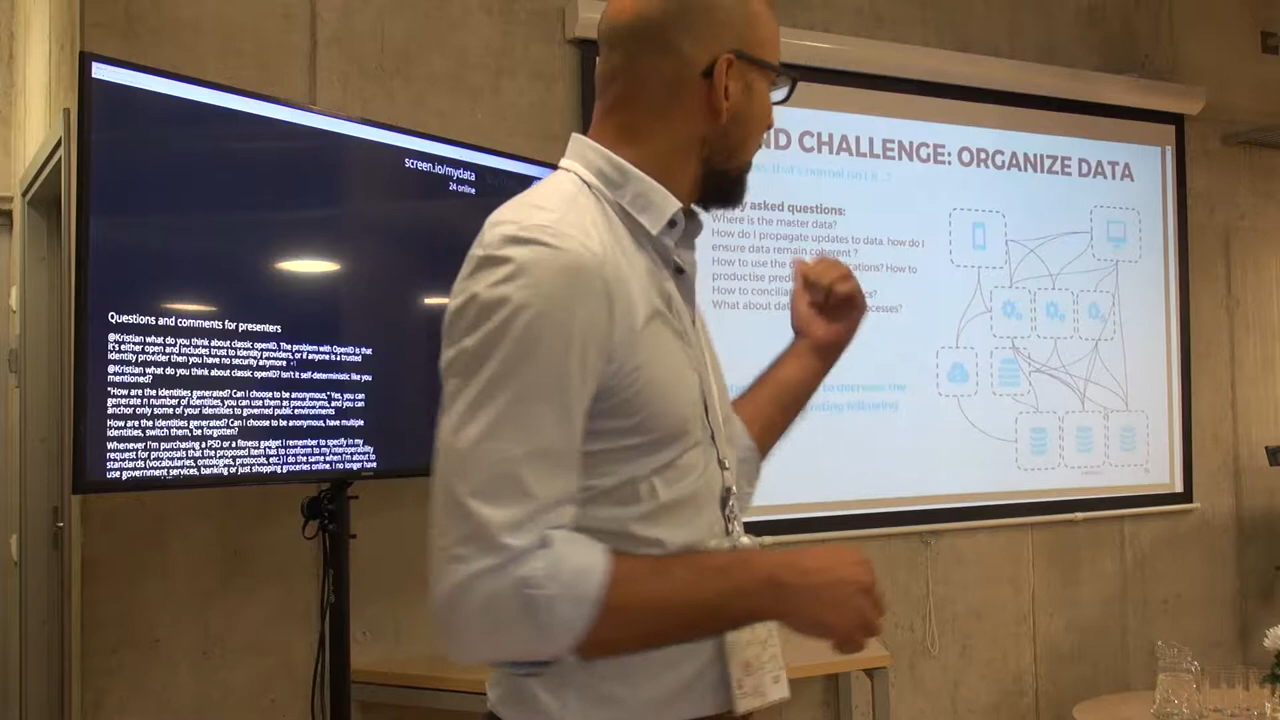 screen.io/mydata
24 online
Questions and comments for presenters
@Kristian what do you think about classic openID. The problem with OpenID is that
it's either open and includes trust to identity providers, or if anyone is a trusted
identity provider then you have no security anymore +1
@Kristian what do you think about classic openID? Isn't it self-deterministic like you
mentioned?
"How are the identities generated? Can I choose to be anonymous," Yes, you can
generate n number of identities, you can use them as pseudonyms, and you can
anchor only some of your identities to governed public environments
How are the identities generated? Can I choose to be anonymous, have multiple
identities, switch them, be forgotten?
Whenever I'm purchasing a PSD or a fitness gadget I remember to specify in my
request for proposals that the proposed item has to conform to my interoperability
standards (vocabularies, ontologies, protocols, etc.) I do the same when I'm about to
use government services, banking or just shopping groceries online. I no longer have
ND CHALLENGE: ORGANIZE DATA
that's normal isn't it ..?
asked questions:
Where is the master data?
How do I propagate updates to data, how do I
ensure data remain coherent ?
How to use the How to
productise
How to
What about